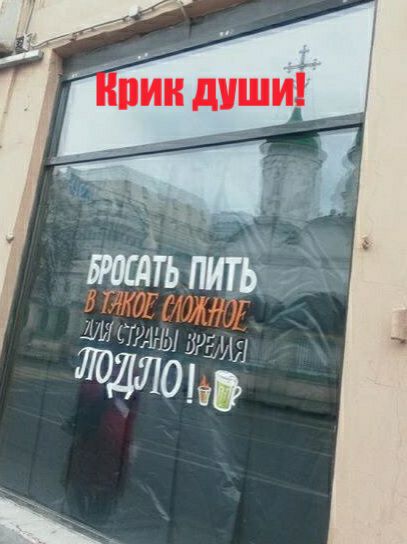 Крик души!
БРОСАТЬ ПИТЬ
В ТАКОЕ СЛОЖНОЕ
ДЛЯ СТРАНЫ ВРЕМЯ
ПОДЛО!